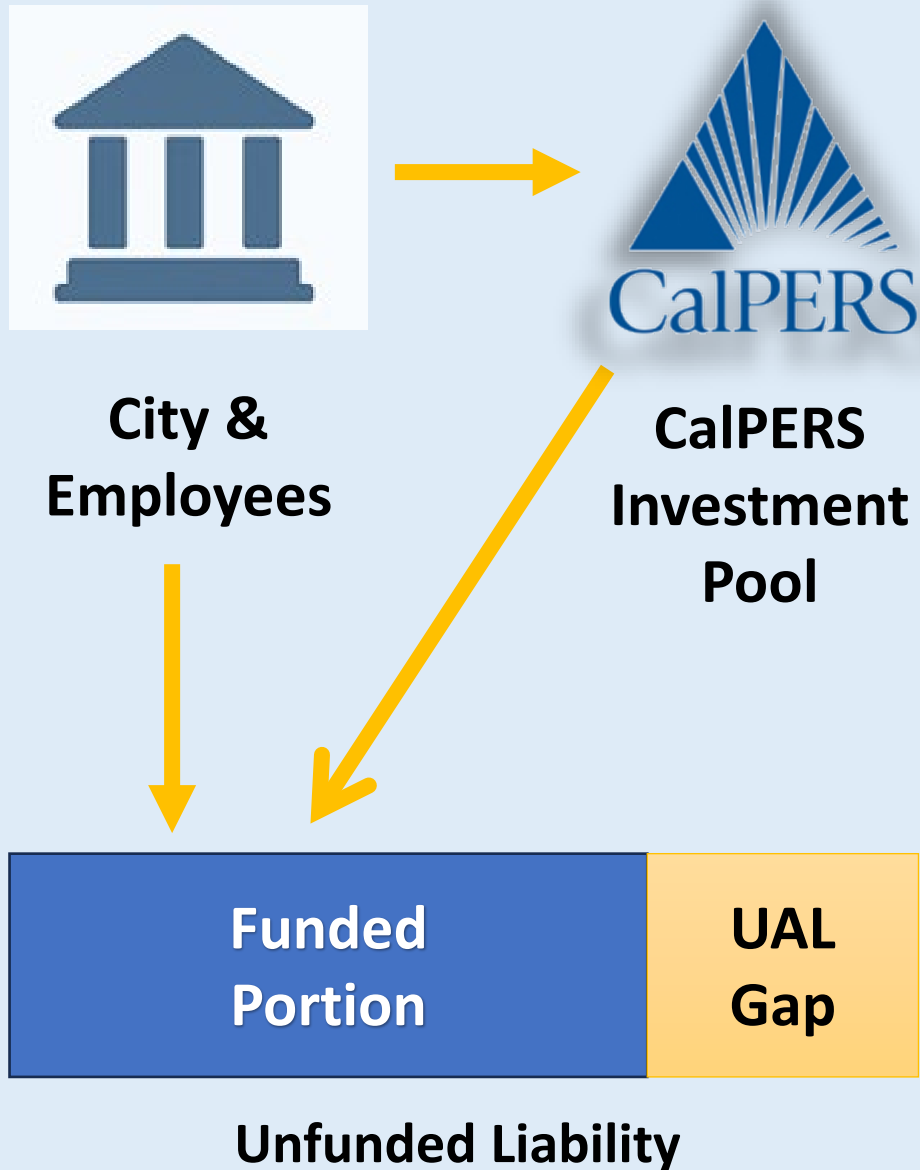 CalPERS
City &
Employees
CalPERS
Investment
Pool
Funded
Portion
UAL
Gap
Unfunded Liability